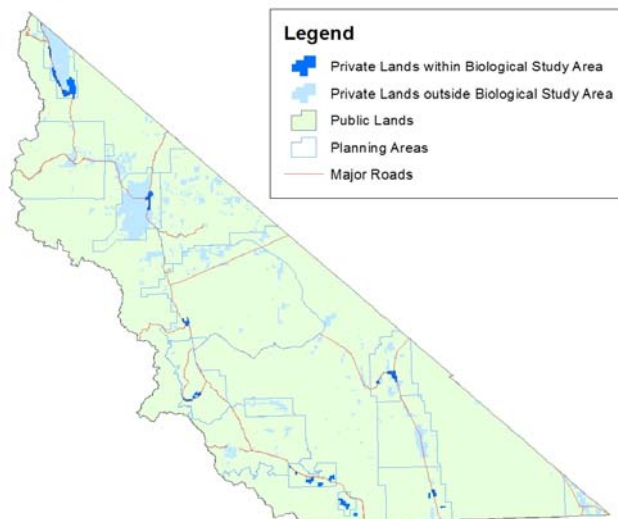 Legend
Private Lands within Biological Study Area
Private Lands outside Biological Study Area
Public Lands
Planning Areas
Major Roads